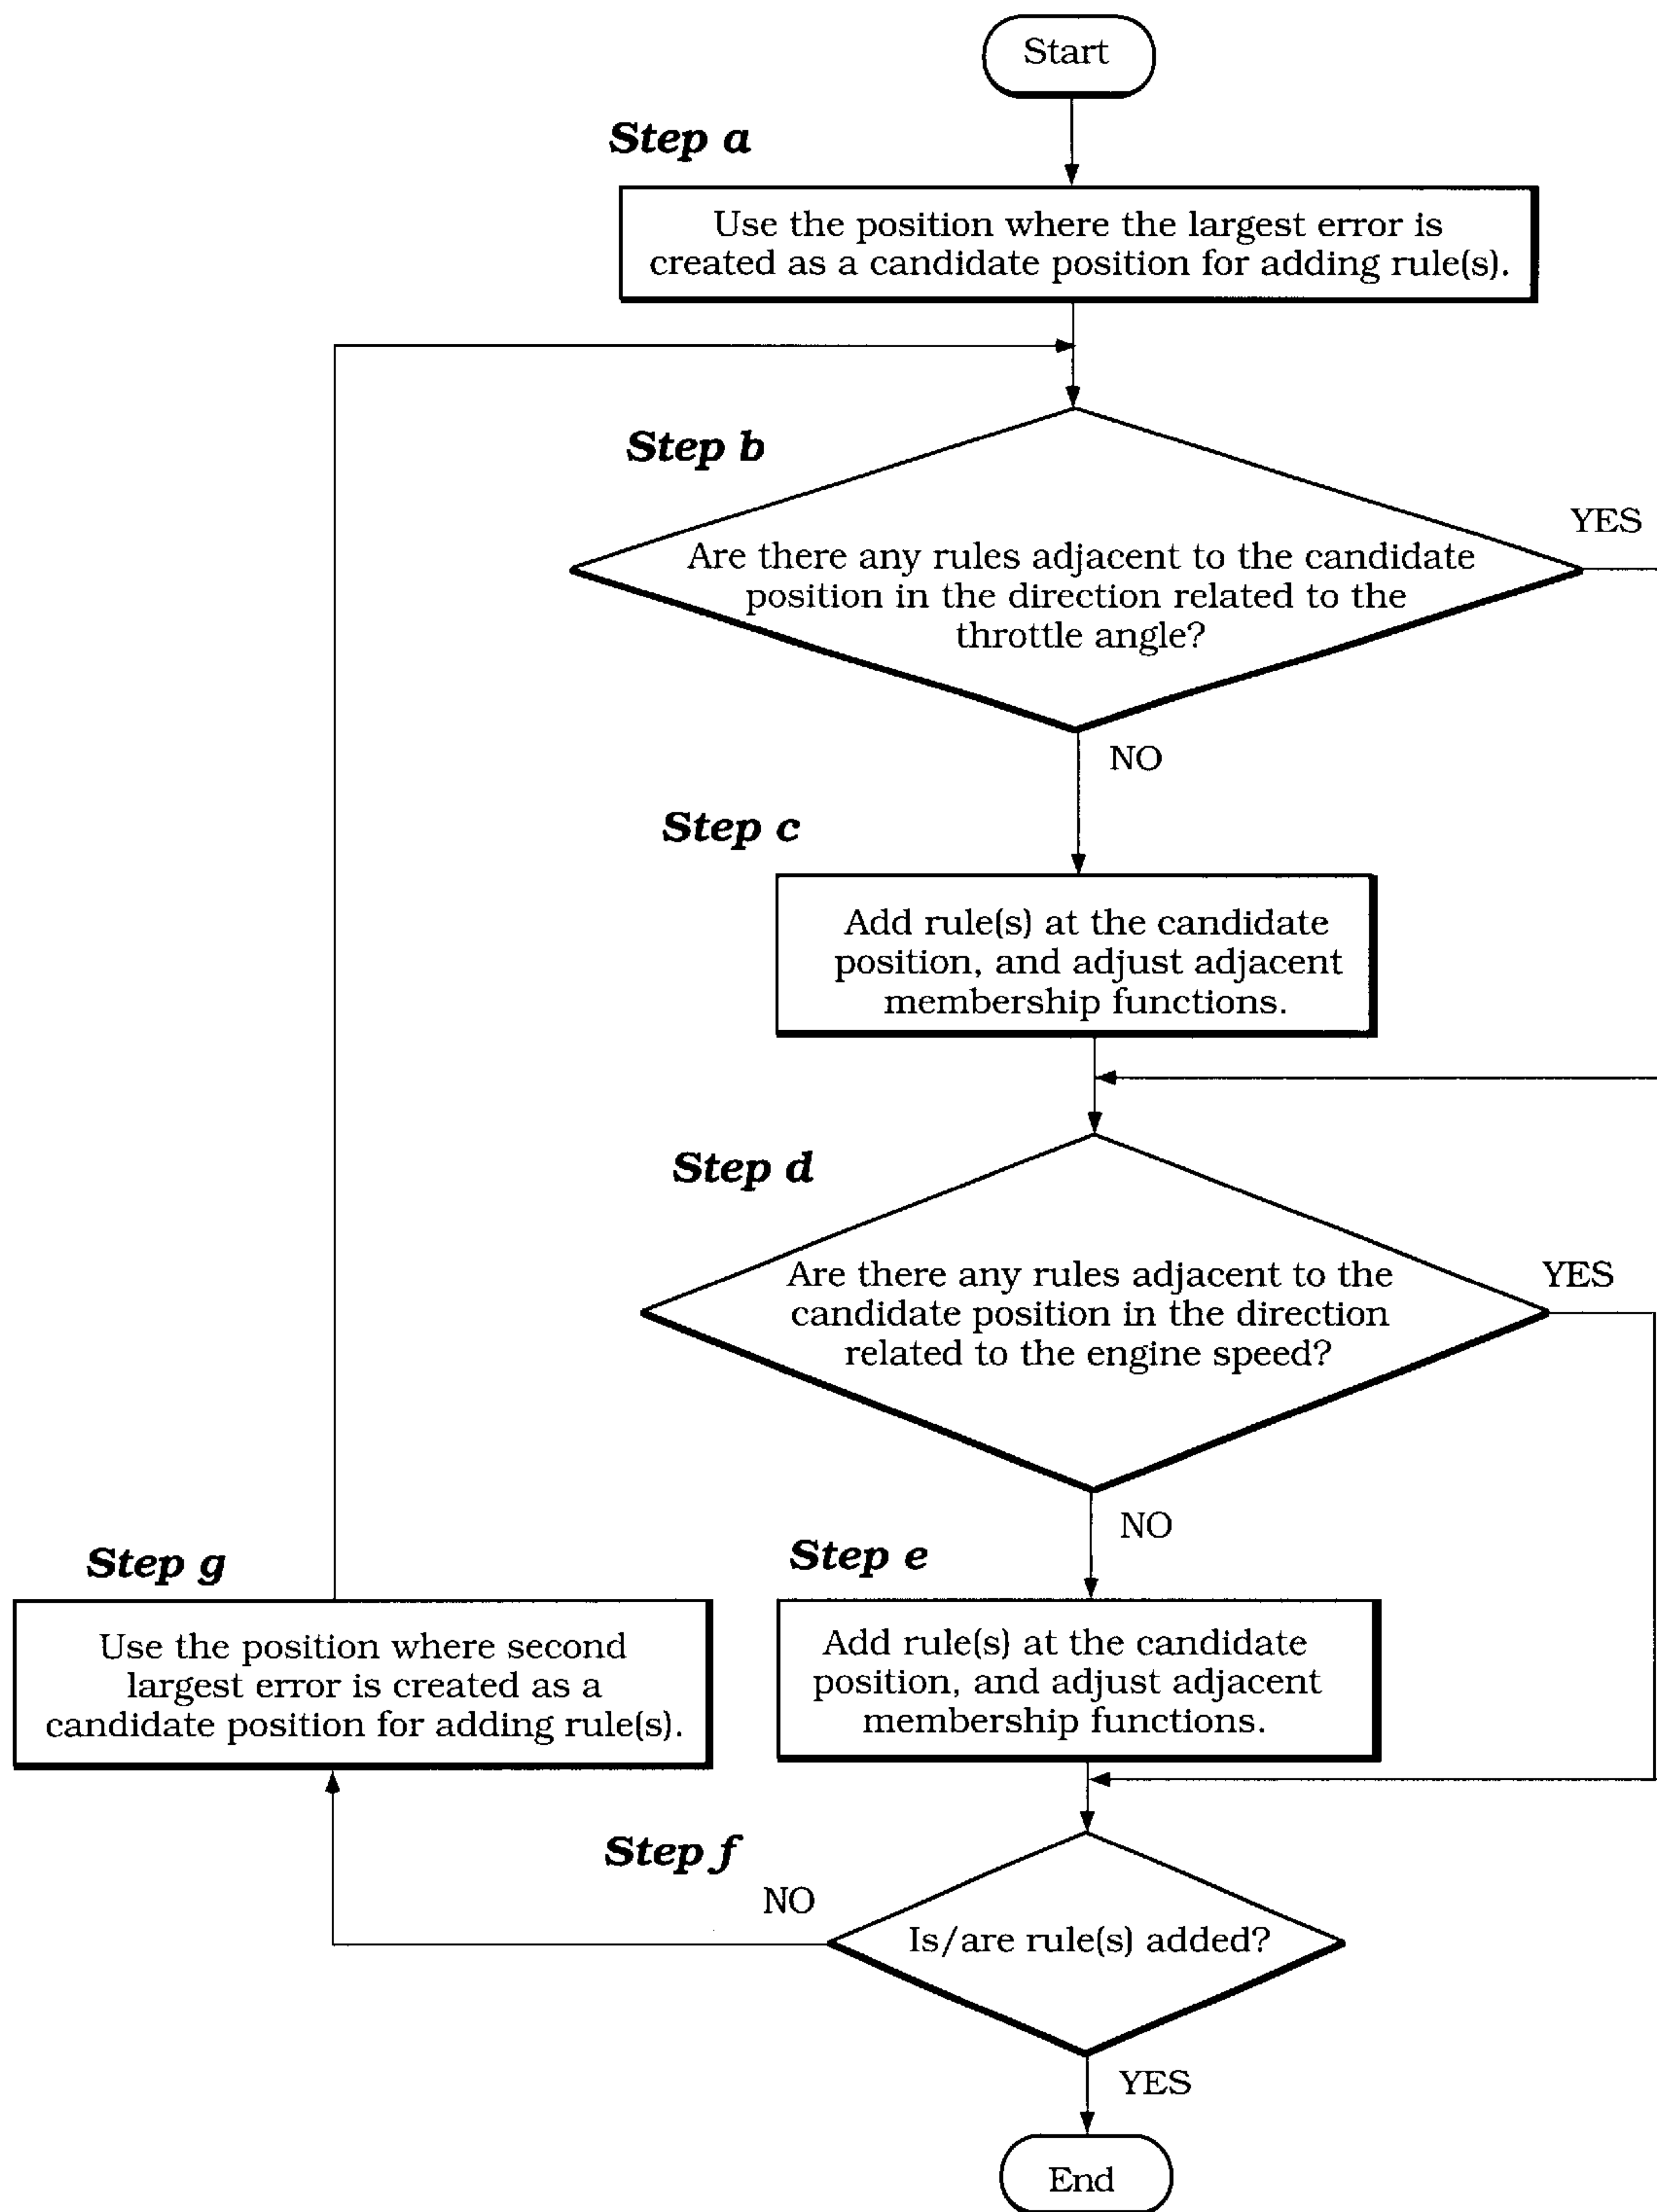 Start
Step a
Use the position where the largest error is
created as a candidate position for adding rule(s).
Step b
YES
Are there any rules adjacent to the candidate
position in the direction related to the
throttle angle?
NO
Step c
Add rule(s) at the candidate
position, and adjust adjacent
membership functions.
Step d
Are there any rules adjacent to the
candidate position in the direction
related to the engine speed?
YES
NO
Step e
Add rule(s) at the candidate
position, and adjust adjacent
membership functions.
Step g
Use the position where second
largest error is created as a
candidate position for adding rule(s).
Step f
NO
Is/are rule(s) added?
YES
End